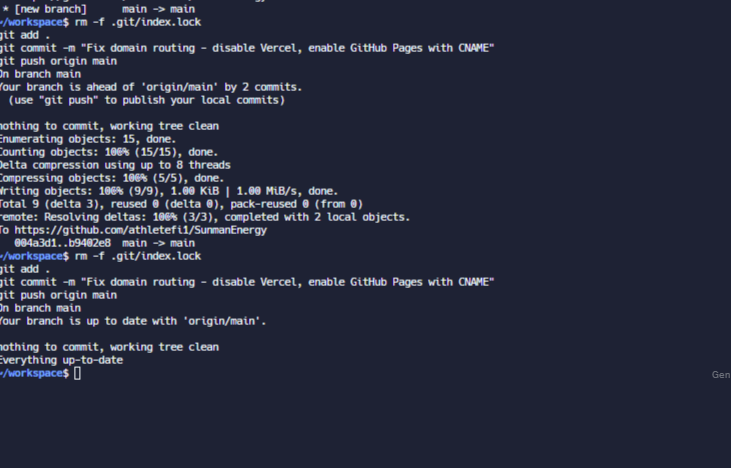 * [new branch]      main -> main
~/workspace$ rm -f .git/index.lock
git add .
git commit -m "Fix domain routing - disable Vercel, enable GitHub Pages with CNAME"
git push origin main
On branch main
Your branch is ahead of 'origin/main' by 2 commits.
  (use "git push" to publish your local commits)

nothing to commit, working tree clean
Enumerating objects: 15, done.
Counting objects: 100% (15/15), done.
Delta compression using up to 8 threads
Compressing objects: 100% (5/5), done.
Writing objects: 100% (9/9), 1.00 KiB | 1.00 MiB/s, done.
Total 9 (delta 3), reused 0 (delta 0), pack-reused 0 (from 0)
remote: Resolving deltas: 100% (3/3), completed with 2 local objects.
To https://github.com/athletefi1/SunmanEnergy
   004a3d1..b9402e8  main -> main
~/workspace$ rm -f .git/index.lock
git add .
git commit -m "Fix domain routing - disable Vercel, enable GitHub Pages with CNAME"
git push origin main
On branch main
Your branch is up to date with 'origin/main'.

nothing to commit, working tree clean
Everything up-to-date
~/workspace$
Gen